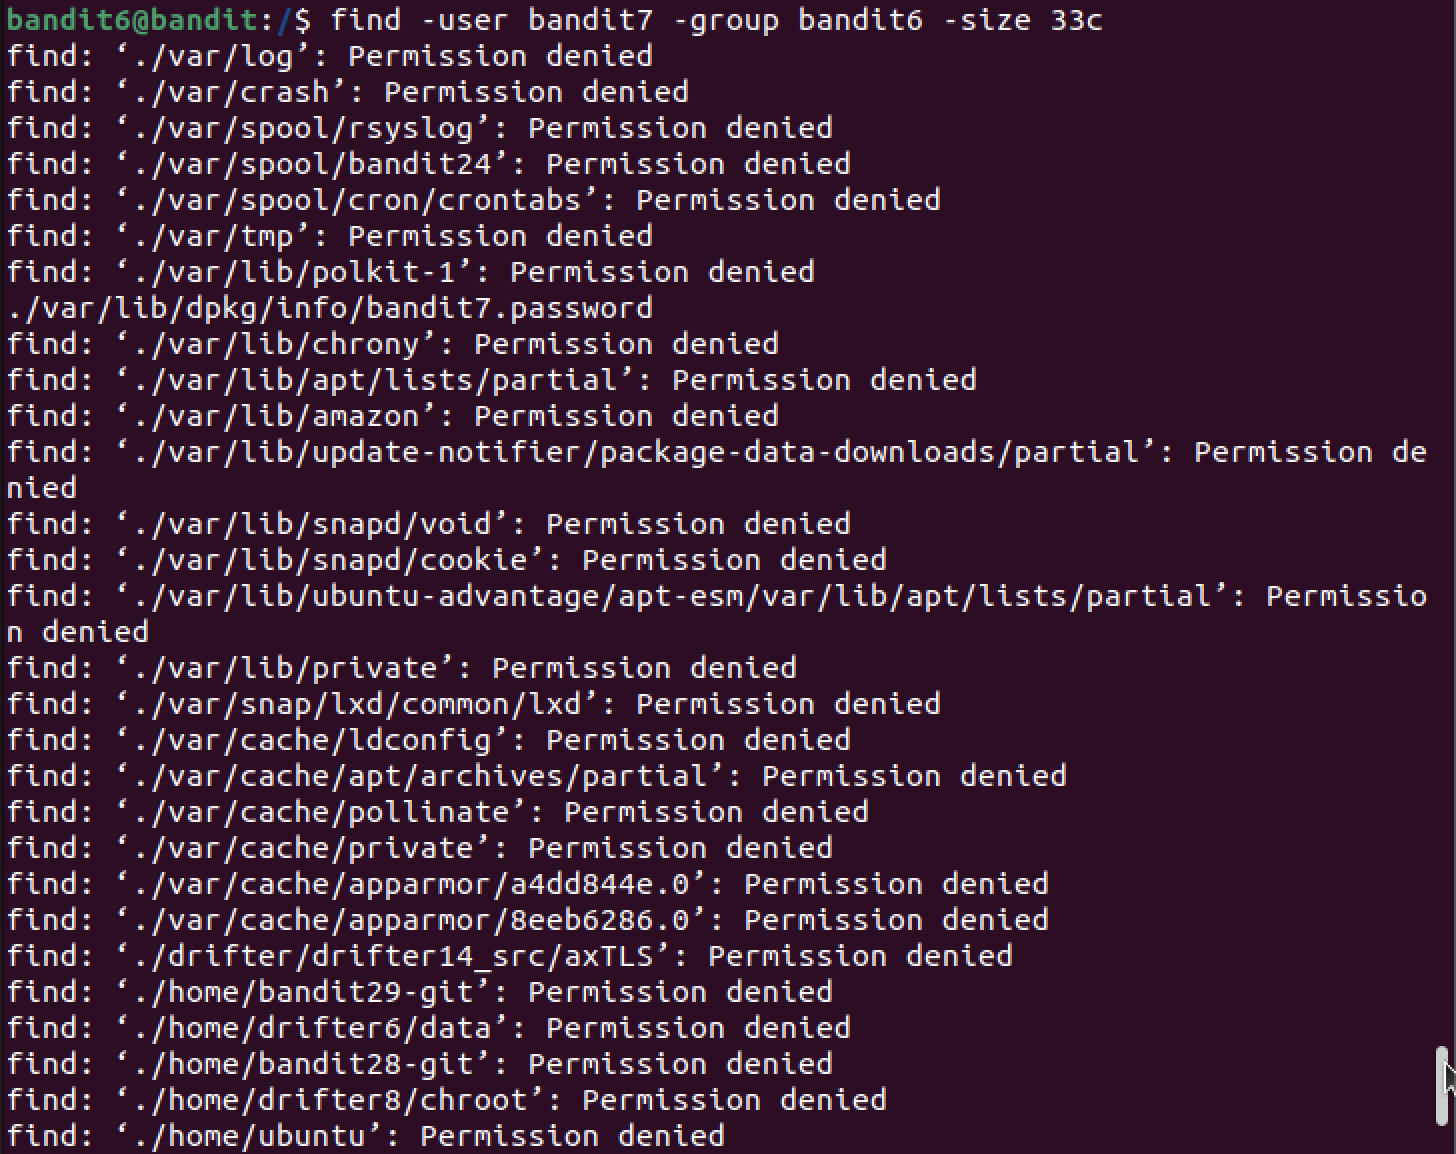 bandit6@bandit:/$ find -user bandit7 -group bandit6 -size 33c
find: ‘./var/log’: Permission denied
find: ‘./var/crash’: Permission denied
find: ‘./var/spool/rsyslog’: Permission denied
find: ‘./var/spool/bandit24’: Permission denied
find: ‘./var/spool/cron/crontabs’: Permission denied
find: ‘./var/tmp’: Permission denied
find: ‘./var/lib/polkit-1’: Permission denied
./var/lib/dpkg/info/bandit7.password
find: ‘./var/lib/chrony’: Permission denied
find: ‘./var/lib/apt/lists/partial’: Permission denied
find: ‘./var/lib/amazon’: Permission denied
find: ‘./var/lib/update-notifier/package-data-downloads/partial’: Permission de
nied
find: ‘./var/lib/snapd/void’: Permission denied
find: ‘./var/lib/snapd/cookie’: Permission denied
find: ‘./var/lib/ubuntu-advantage/apt-esm/var/lib/apt/lists/partial’: Permissio
n denied
find: ‘./var/lib/private’: Permission denied
find: ‘./var/snap/lxd/common/lxd’: Permission denied
find: ‘./var/cache/ldconfig’: Permission denied
find: ‘./var/cache/apt/archives/partial’: Permission denied
find: ‘./var/cache/pollinate’: Permission denied
find: ‘./var/cache/private’: Permission denied
find: ‘./var/cache/apparmor/a4dd844e.0’: Permission denied
find: ‘./var/cache/apparmor/8eeb6286.0’: Permission denied
find: ‘./drifter/drifter14_src/axTLS’: Permission denied
find: ‘./home/bandit29-git’: Permission denied
find: ‘./home/drifter6/data’: Permission denied
find: ‘./home/bandit28-git’: Permission denied
find: ‘./home/drifter8/chroot’: Permission denied
find: ‘./home/ubuntu’: Permission denied